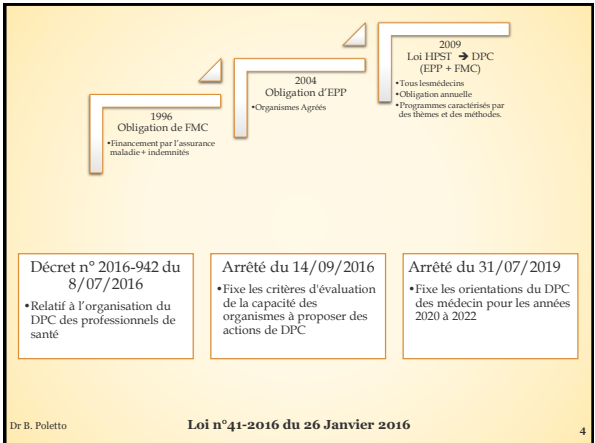 1996
Obligation de FMC
•Financement par l'assurance
maladie + indemnités
2004
Obligation d'EPP
•Organismes Agréés
2009
Loi HPST ➔ DPC
(EPP + FMC)
•Tous lesmédecins
•Obligation annuelle
•Programmes caractérisés par
des thèmes et des méthodes.
Décret n° 2016-942 du
8/07/2016
•Relatif à l'organisation du
DPC des professionnels de
santé
Arrêté du 14/09/2016
•Fixe les critères d'évaluation
de la capacité des
organismes à proposer des
actions de DPC
Arrêté du 31/07/2019
•Fixe les orientations du DPC
des médecin pour les années
2020 à 2022
Dr B. Poletto
Loi n°41-2016 du 26 Janvier 2016
4